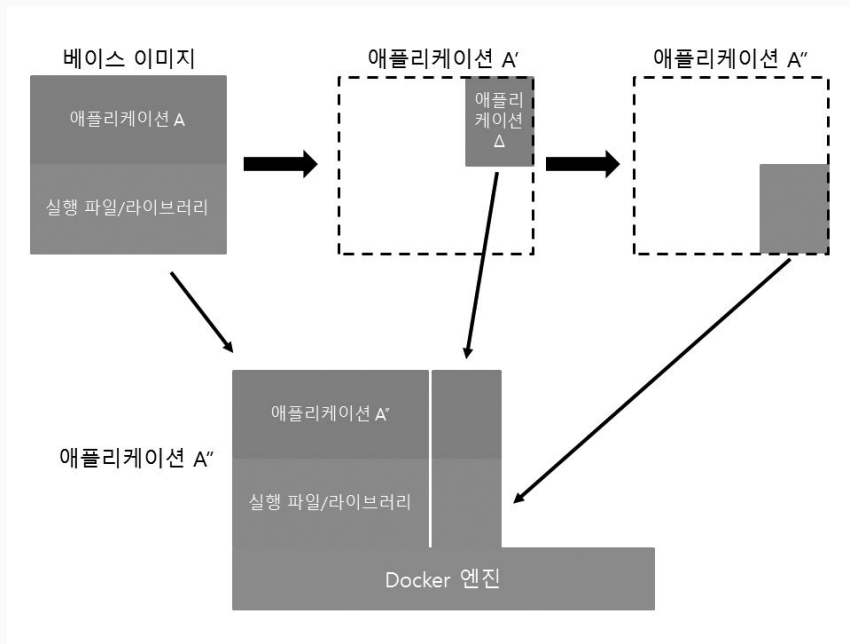 베이스 이미지
애플리케이션 A
실행 파일/라이브러리
애플리케이션 A′
애플리
케이션
Δ
애플리케이션 A″
애플리케이션 A″
애플리케이션 A″
실행 파일/라이브러리
Docker 엔진